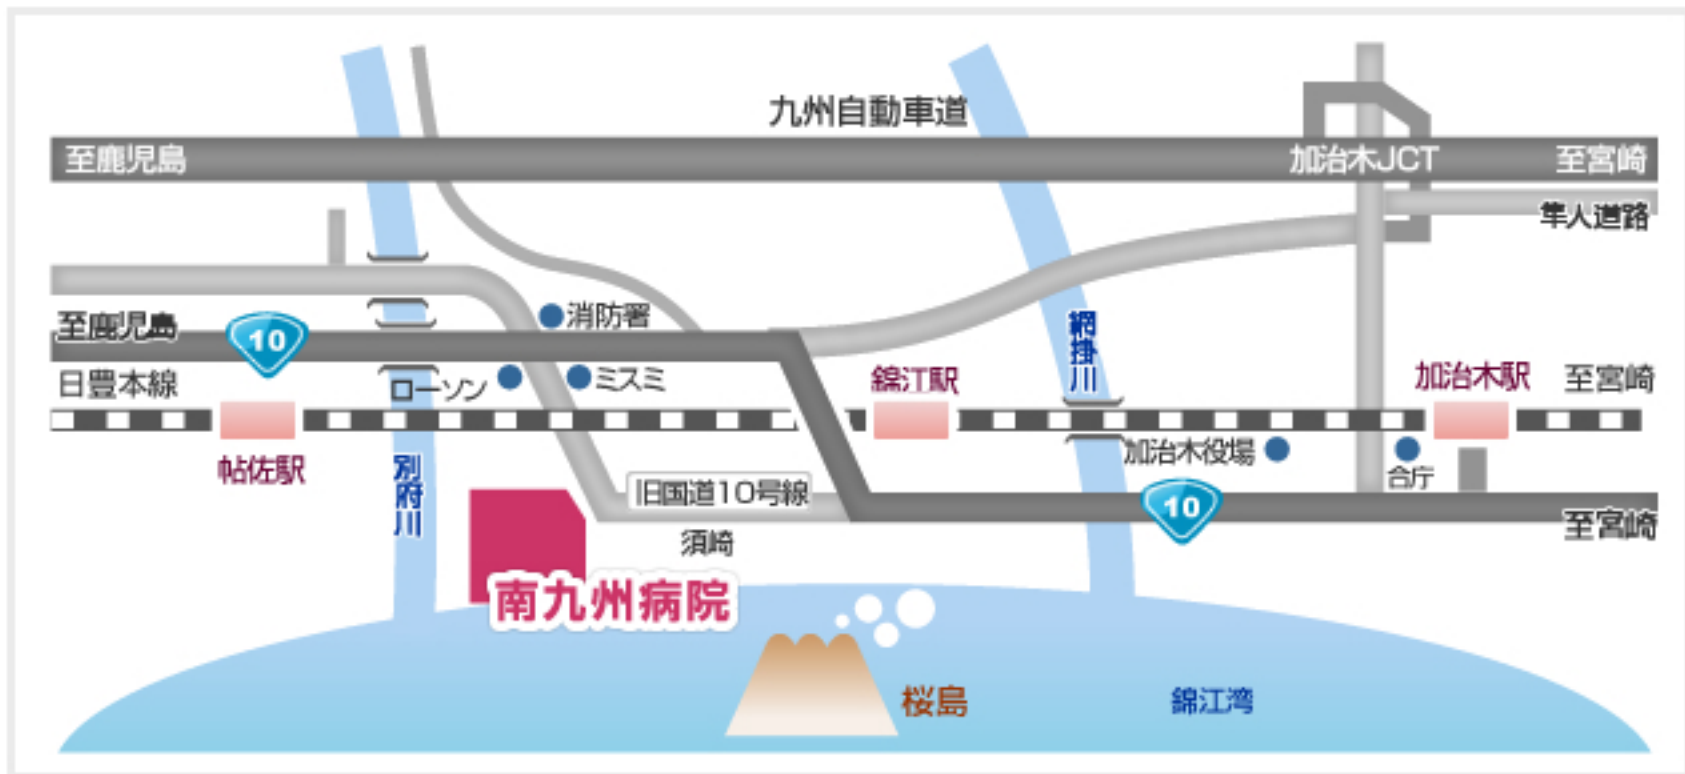 九州自動車道
至鹿児島
加治木JCT
至宮崎
隼人道路
消防署
至鹿児島
10
網掛川
日豊本線
ローソン
ミスミ
錦江駅
加治木駅
至宮崎
帖佐駅
別府川
加治木役場
合庁
旧国道10号線
10
至宮崎
須崎
南九州病院
桜島
錦江湾